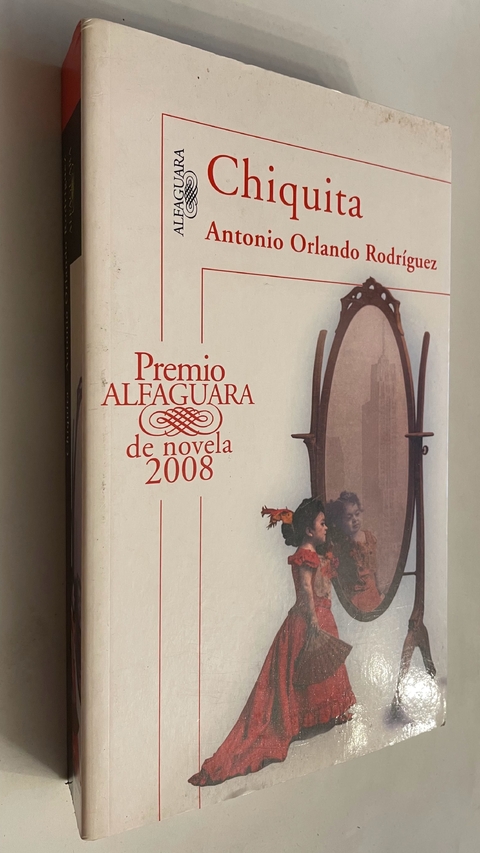 ALFAGUARA
Chiquita
Antonio Orlando Rodríguez
Premio
ALFAGUARA
de novela
2008